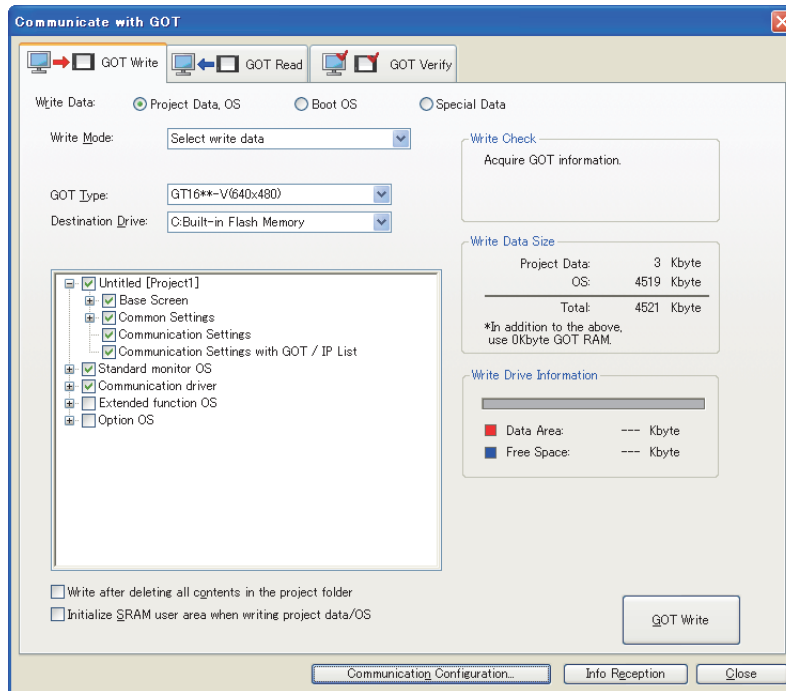 Communicate with GOT
GOT Write
GOT Read
GOT Verify
Write Data:
Project Data, OS
Boot OS
Special Data
Write Mode:
Select write data
GOT Type:
GT16**-V(640x480)
Destination Drive:
C:Built-in Flash Memory
Untitled [Project1]
Base Screen
Common Settings
Communication Settings
Communication Settings with GOT / IP List
Standard monitor OS
Communication driver
Extended function OS
Option OS
Write after deleting all contents in the project folder
Initialize SRAM user area when writing project data/OS
Write Check
Acquire GOT information.
Write Data Size
Project Data: 3 Kbyte
OS: 4519 Kbyte
Total: 4521 Kbyte
*In addition to the above,
use 0Kbyte GOT RAM.
Write Drive Information
Data Area: --- Kbyte
Free Space: --- Kbyte
GOT Write
Communication Configuration...
Info Reception
Close